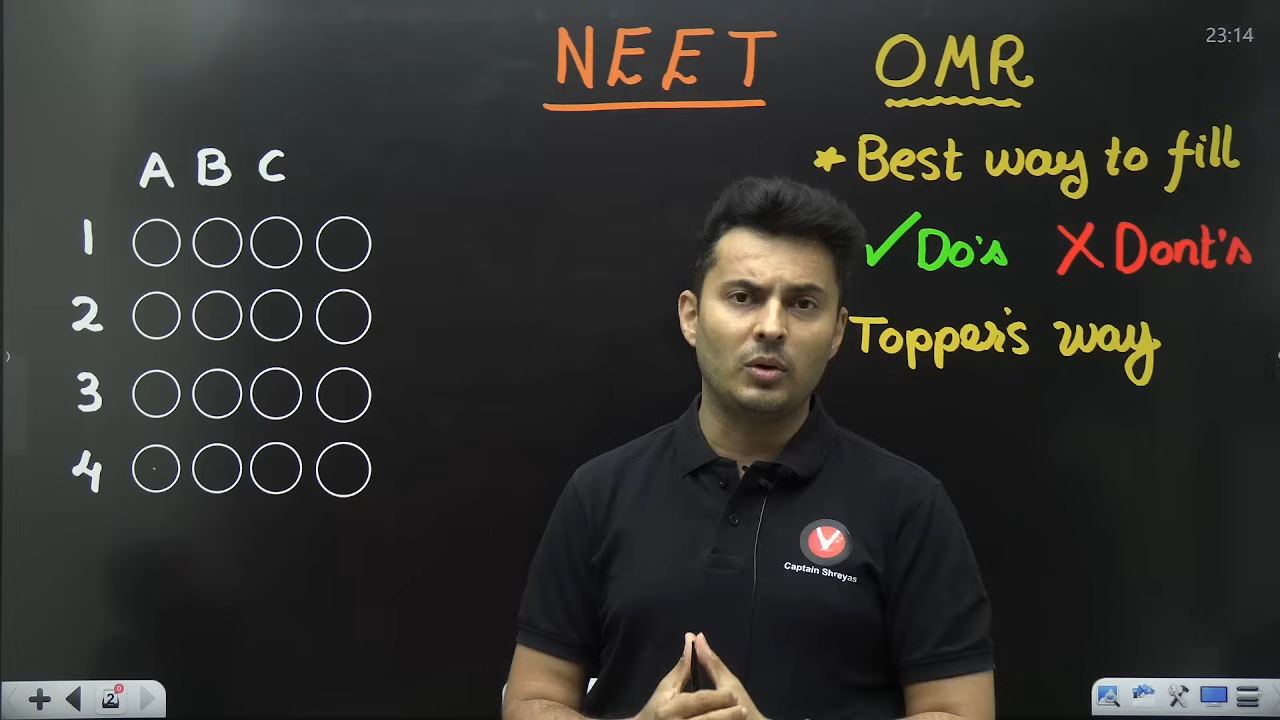 NEET OMR
23:14
* Best way to fill
✓ Do's X Dont's
Topper's way
A B C
1
2
3
4
V
Captain Shreyas
2
0